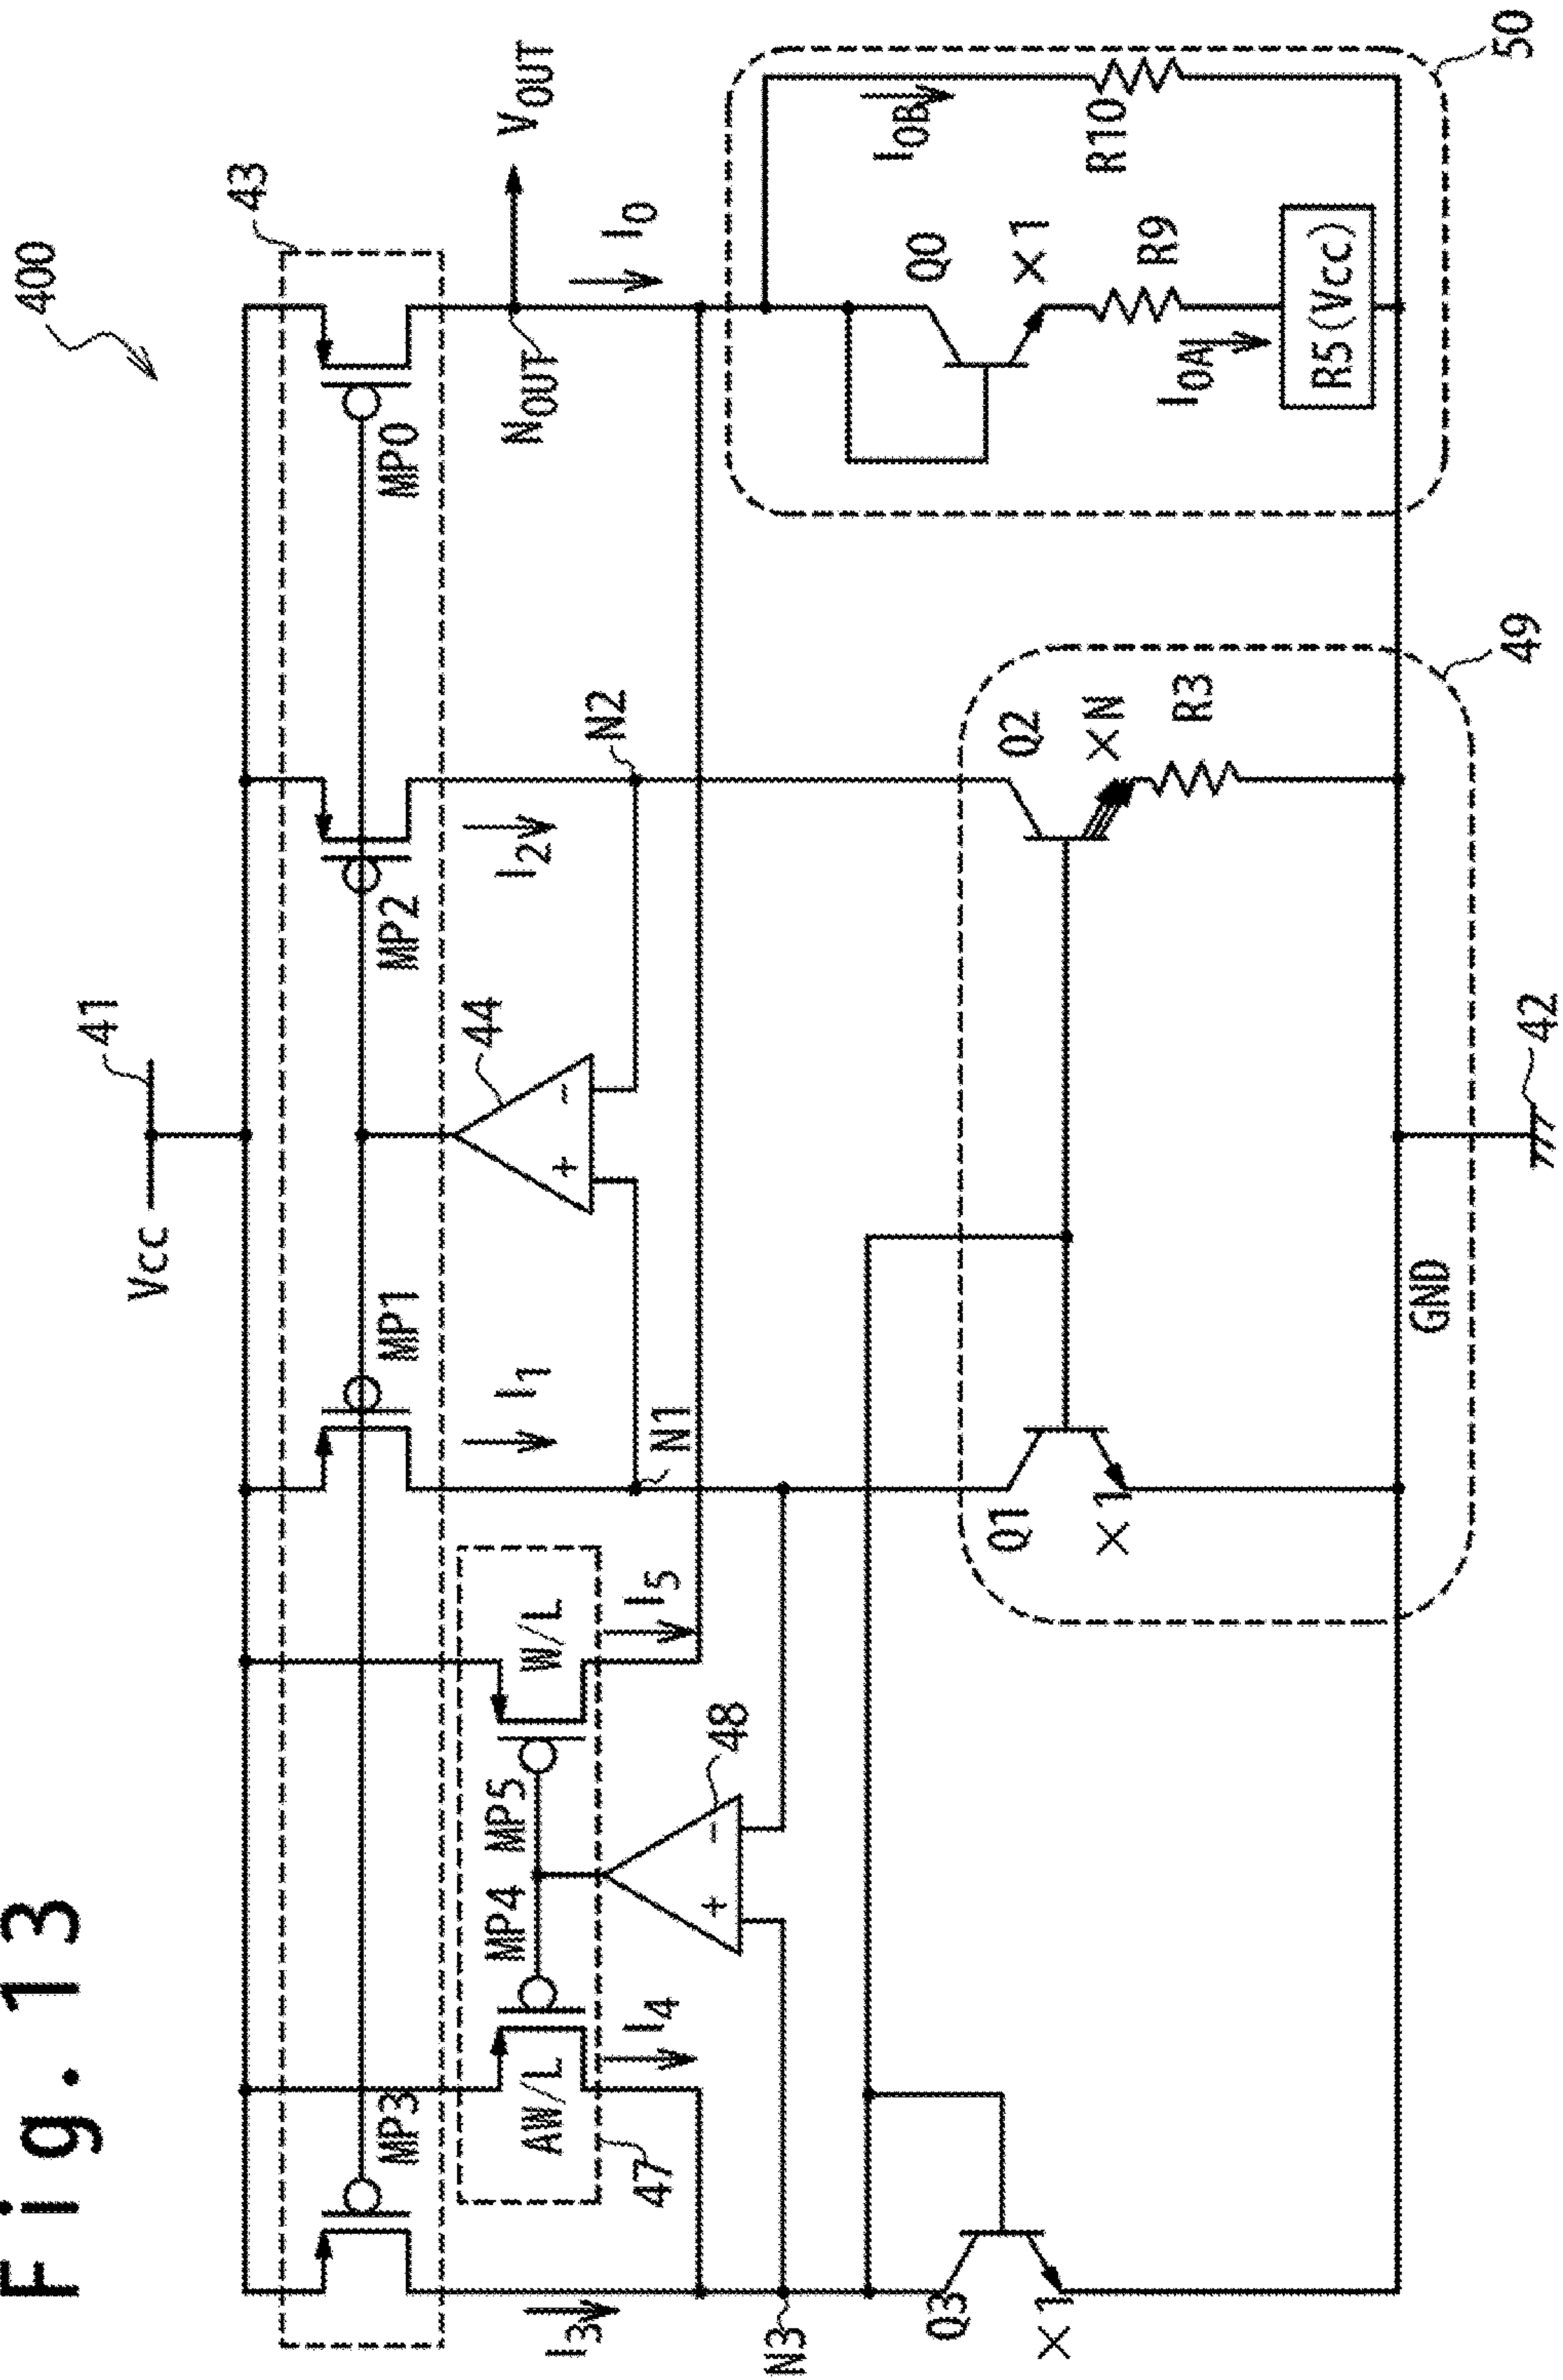 Fig. 13
400
41
Vcc
43
MP3
MP1
MP2
MP0
44
+
-
I3
I1
I2
NOUT
VOUT
I0
47
AW/L
MP4
MP5
W/L
I4
I5
48
+
-
N3
N1
N2
Q3
×1
Q1
×1
Q2
×N
R3
49
Q0
×1
R9
I0A
R5(Vcc)
I0B
R10
50
GND
42